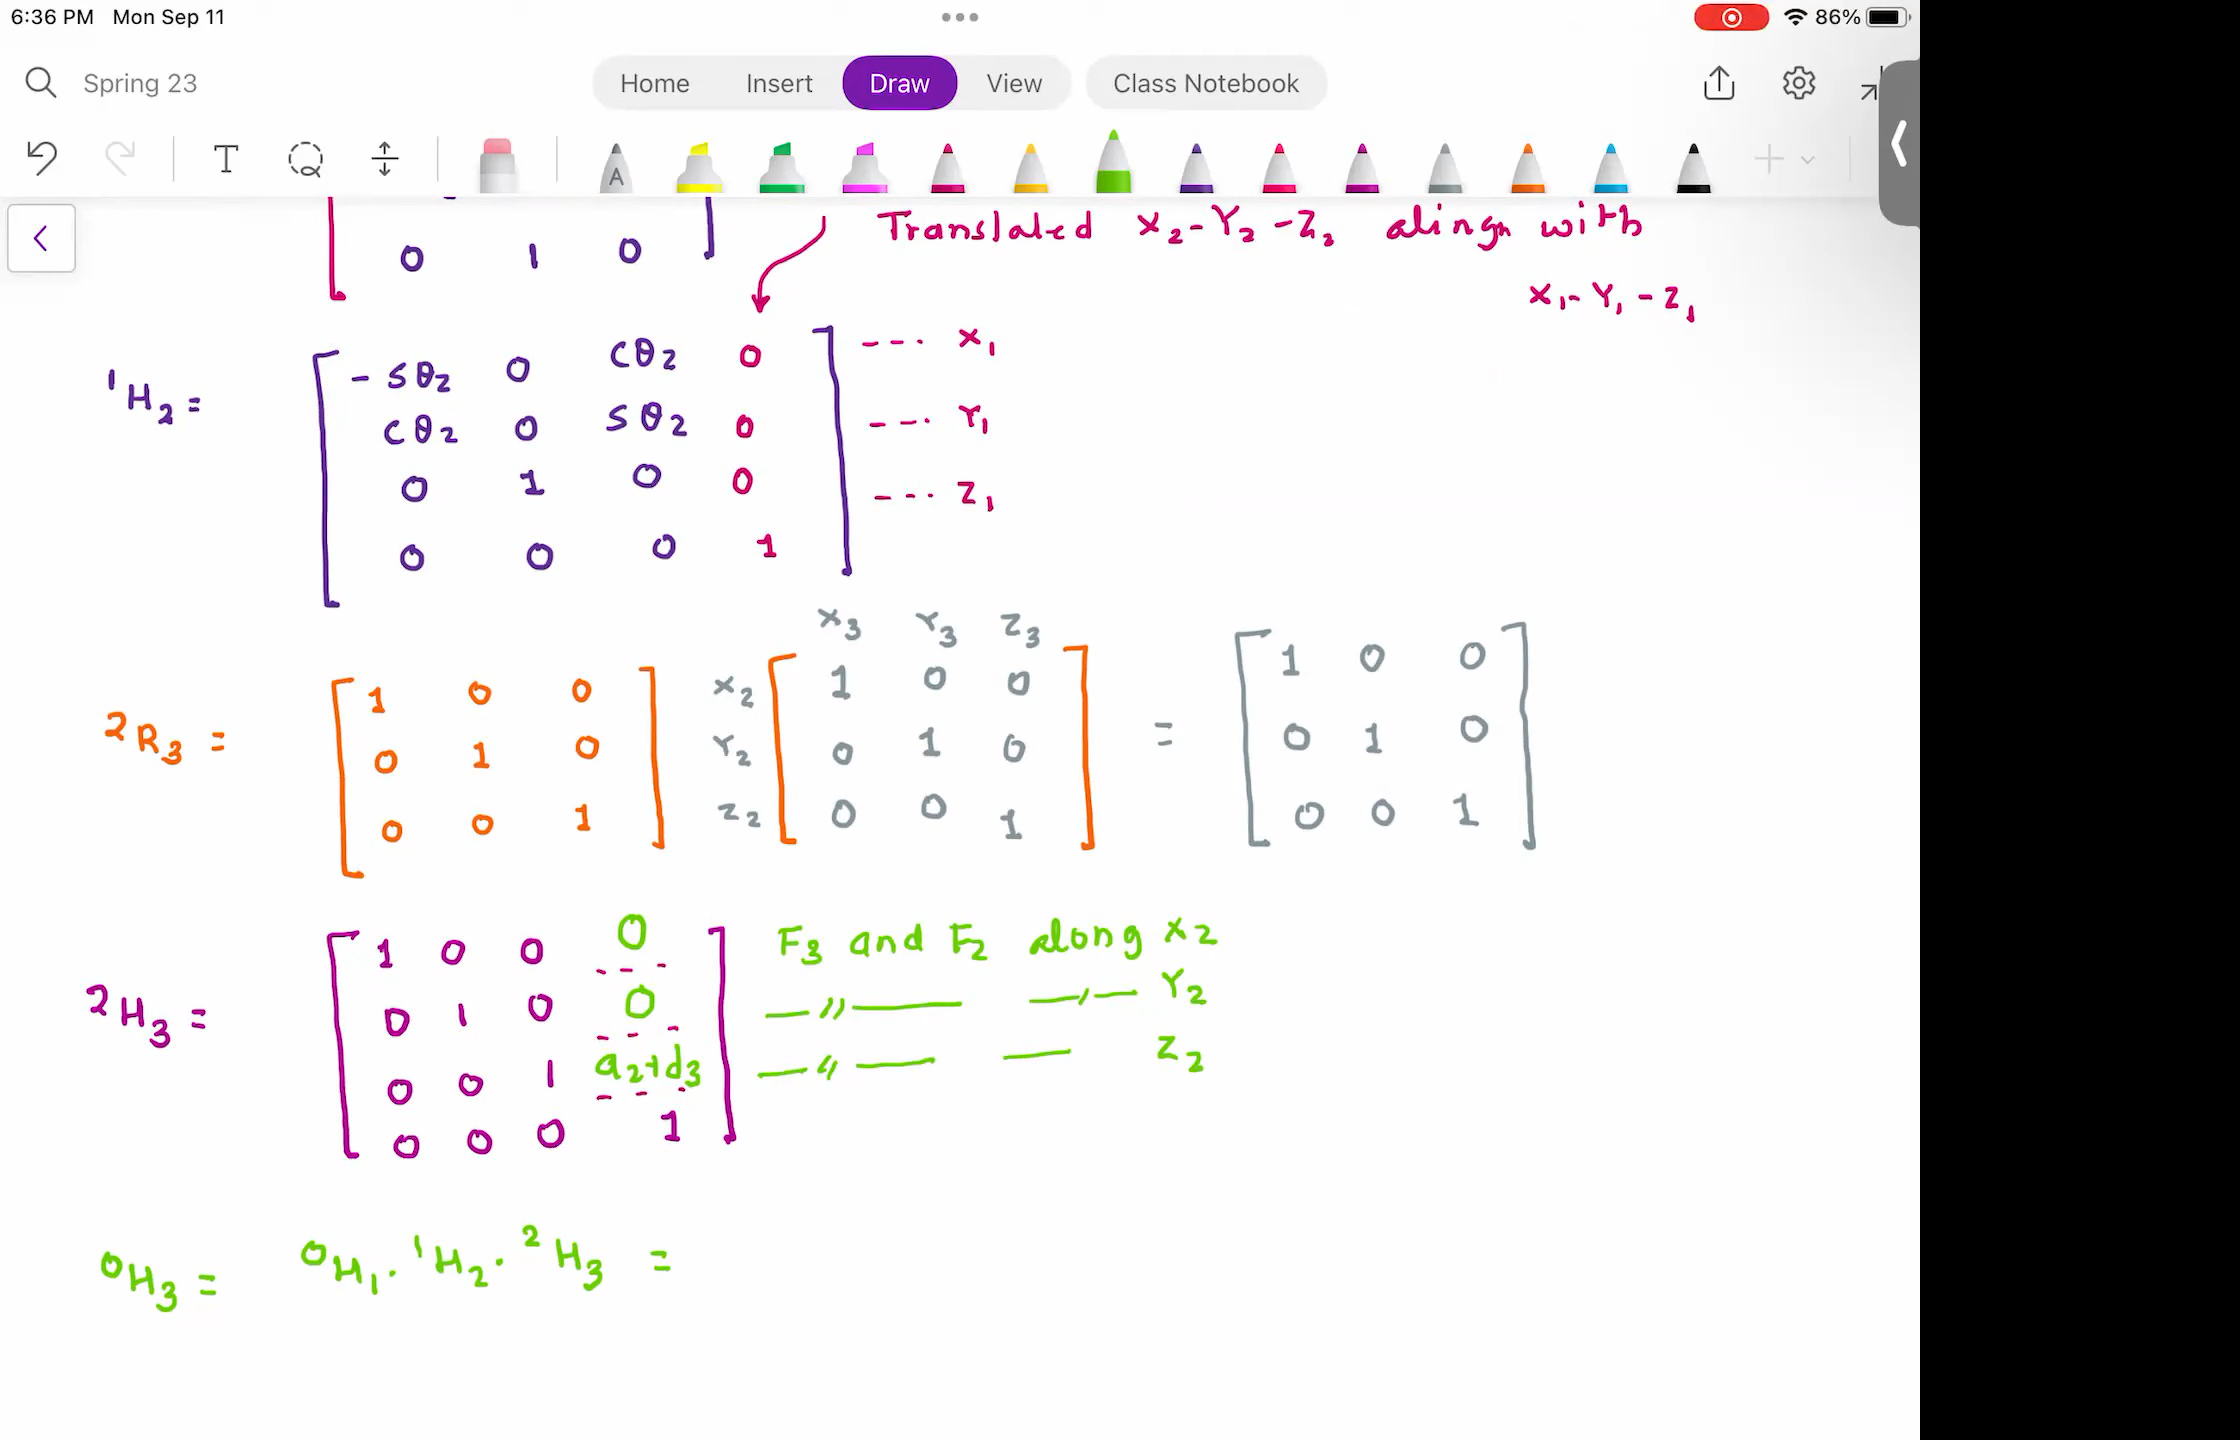 6:36 PM Mon Sep 11
86%
Spring 23
Home Insert Draw View Class Notebook
T
A
Translated X₂-Y₂-Z₂ alingn with
X₁-Y₁-Z₁
0 1 0
¹H₂ =
-Sθ₂ 0 Cθ₂ 0 --- X₁
Cθ₂ 0 Sθ₂ 0 --- Y₁
0 1 0 0 --- Z₁
0 0 0 1
X₃ Y₃ Z₃
²R₃ =
1 0 0 X₂ 1 0 0 1 0 0
0 1 0 Y₂ 0 1 0 = 0 1 0
0 0 1 Z₂ 0 0 1 0 0 1
²H₃ =
1 0 0 0 F₃ and F₂ along X₂
0 1 0 0 —〃— — Y₂
0 0 1 a₂+d₃ —〃— — Z₂
0 0 0 1
⁰H₃ = ⁰H₁ . ¹H₂ . ²H₃ =